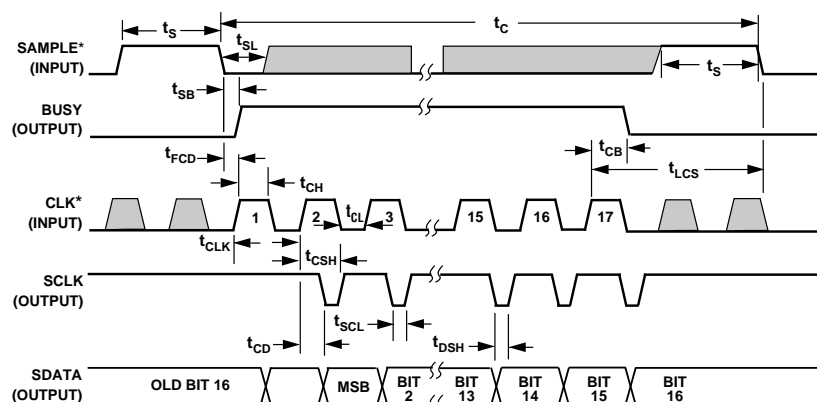 tS
tC
tSL
SAMPLE*
(INPUT)
tS
tSB
BUSY
(OUTPUT)
tFCD
tCB
tLCS
tCH
CLK*
(INPUT)
1
2
tCL
3
15
16
17
tCLK
tCSH
SCLK
(OUTPUT)
tSCL
tCD
tDSH
SDATA
(OUTPUT)
OLD BIT 16
MSB
BIT
2
BIT
13
BIT
14
BIT
15
BIT
16